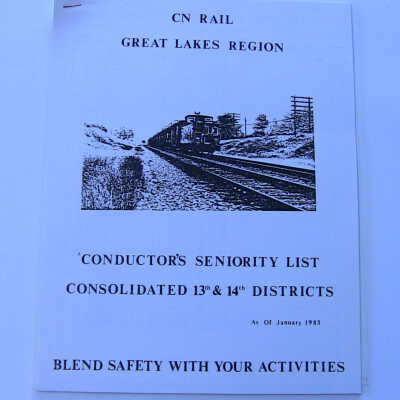 CN RAIL
GREAT LAKES REGION
CONDUCTOR'S SENIORITY LIST
CONSOLIDATED 13th & 14th DISTRICTS
As Of January 1985
BLEND SAFETY WITH YOUR ACTIVITIES